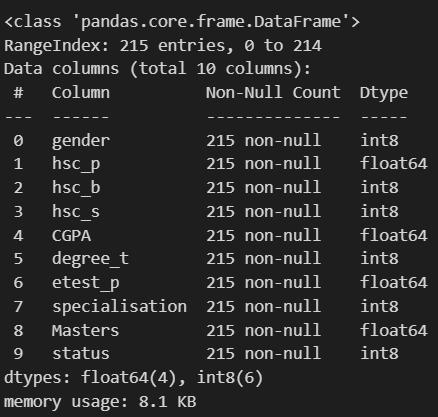 <class 'pandas.core.frame.DataFrame'>
RangeIndex: 215 entries, 0 to 214
Data columns (total 10 columns):
 #   Column          Non-Null Count  Dtype
---  ------          --------------  -----
 0   gender          215 non-null    int8
 1   hsc_p           215 non-null    float64
 2   hsc_b           215 non-null    int8
 3   hsc_s           215 non-null    int8
 4   CGPA            215 non-null    float64
 5   degree_t        215 non-null    int8
 6   etest_p         215 non-null    float64
 7   specialisation  215 non-null    int8
 8   Masters         215 non-null    float64
 9   status          215 non-null    int8
dtypes: float64(4), int8(6)
memory usage: 8.1 KB